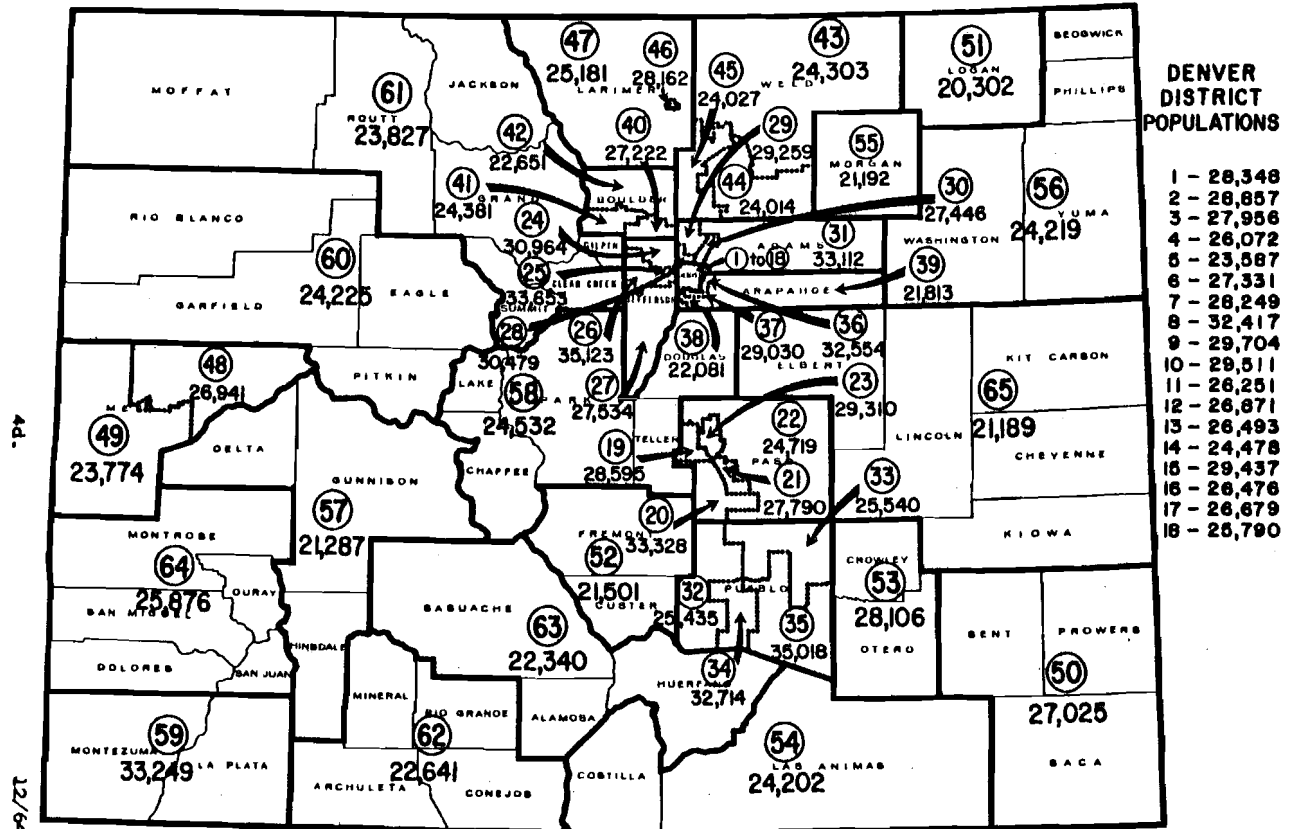 47
25,181
LARIMER
46
28,162
43
24,303
WELD
51
LOGAN
20,302
SEDGWICK
PHILLIPS
MOFFAT
61
ROUTT
23,827
JACKSON
42
22,651
40
27,222
45
24,027
29
29,259
44
24,014
55
MORGAN
21,192
30
27,446
56
YUMA
24,219
WASHINGTON
RIO BLANCO
41
24,381
GRAND
BOULDER
24
30,964
GILPIN
31
ADAMS
33,112
1 to 18
60
24,225
GARFIELD
EAGLE
25
33,653
CLEAR CREEK
SUMMIT
JEFFERSON
ARAPAHOE
39
21,813
28
30,479
26
35,123
38
DOUGLAS
22,081
37
29,030
36
32,554
ELBERT
KIT CARSON
48
26,941
MESA
PITKIN
LAKE
58
PARK
24,532
27
27,534
23
29,310
65
21,189
LINCOLN
CHEYENNE
49
23,774
DELTA
GUNNISON
CHAFFEE
19
28,595
TELLER
22
24,719
21
27,790
33
25,540
57
21,287
MONTROSE
20
33,328
FREMONT
52
21,501
CUSTER
KIOWA
64
25,876
OURAY
SAN MIGUEL
SAGUACHE
63
22,340
32
25,435
PUEBLO
35
35,018
CROWLEY
53
28,106
OTERO
BENT
PROWERS
50
27,025
DOLORES
SAN JUAN
HINSDALE
MINERAL
RIO GRANDE
ALAMOSA
34
32,714
HUERFANO
59
MONTEZUMA
33,249
LA PLATA
62
22,641
ARCHULETA
CONEJOS
COSTILLA
54
LAS ANIMAS
24,202
BACA
DENVER
DISTRICT
POPULATIONS
1 - 28,348
2 - 28,857
3 - 27,956
4 - 26,072
5 - 23,587
6 - 27,331
7 - 28,249
8 - 32,417
9 - 29,704
10 - 29,511
11 - 26,251
12 - 26,871
13 - 26,493
14 - 24,478
15 - 29,437
16 - 26,476
17 - 26,679
18 - 25,790
4d.